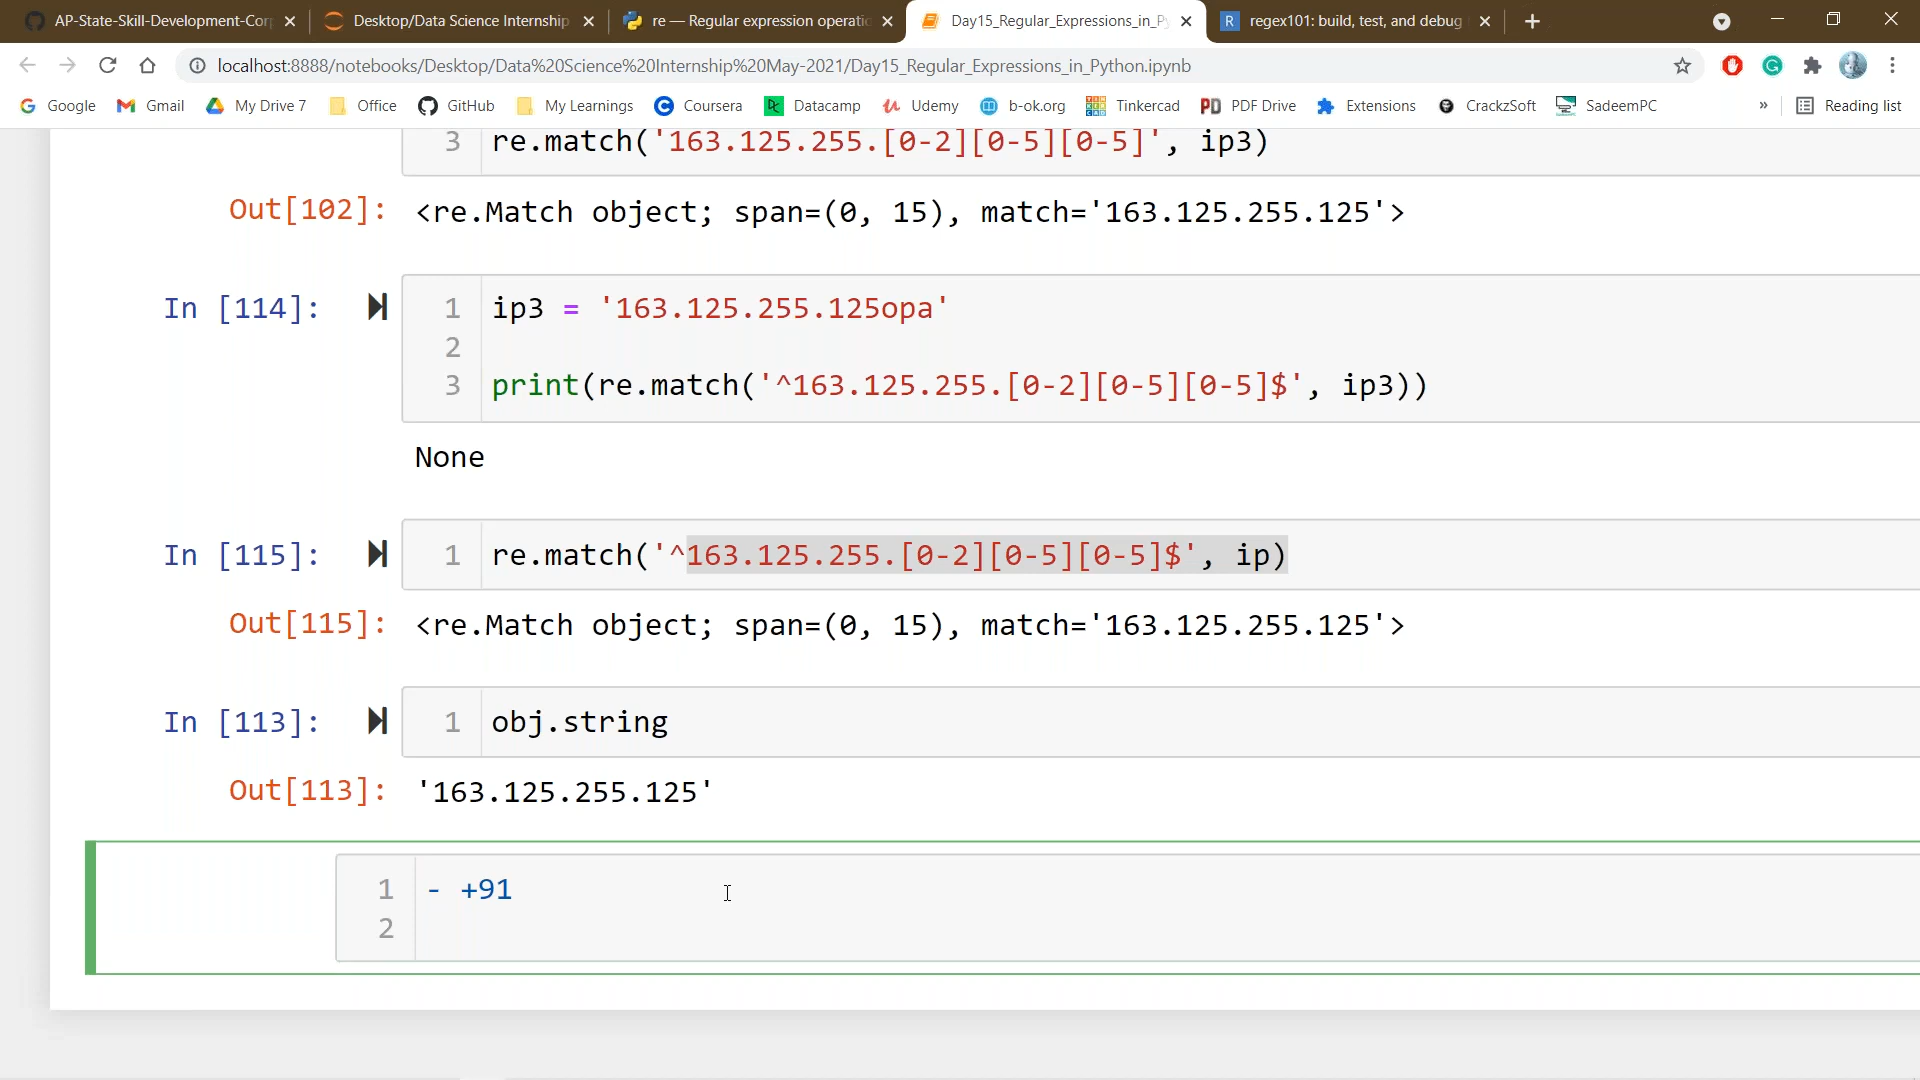 AP-State-Skill-Development-Corp
Desktop/Data Science Internship
re — Regular expression operatio
Day15_Regular_Expressions_in_Py
regex101: build, test, and debug
localhost:8888/notebooks/Desktop/Data%20Science%20Internship%20May-2021/Day15_Regular_Expressions_in_Python.ipynb
Google Gmail My Drive 7 Office GitHub My Learnings Coursera Datacamp Udemy b-ok.org Tinkercad PDF Drive Extensions CrackzSoft SadeemPC » Reading list
3 re.match('163.125.255.[0-2][0-5][0-5]', ip3)
Out[102]: <re.Match object; span=(0, 15), match='163.125.255.125'>
In [114]: 1 ip3 = '163.125.255.125opa'
2
3 print(re.match('^163.125.255.[0-2][0-5][0-5]$', ip3))
None
In [115]: 1 re.match('^163.125.255.[0-2][0-5][0-5]$', ip)
Out[115]: <re.Match object; span=(0, 15), match='163.125.255.125'>
In [113]: 1 obj.string
Out[113]: '163.125.255.125'
1 - +91
2